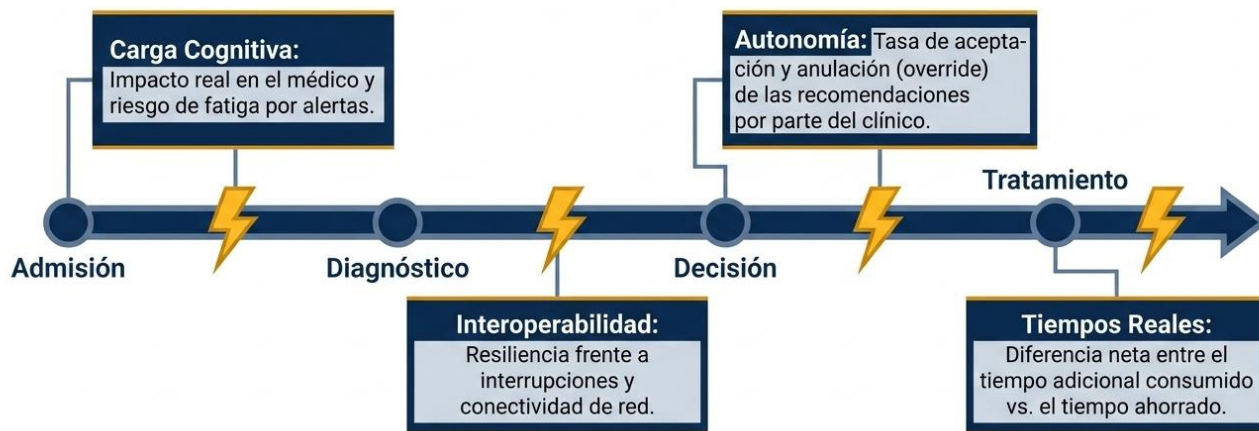 Carga Cognitiva:
Impacto real en el médico y
riesgo de fatiga por alertas.
Autonomía: Tasa de acepta-
ción y anulación (override)
de las recomendaciones
por parte del clínico.
Tratamiento
Admisión
Diagnóstico
Decisión
Interoperabilidad:
Resiliencia frente a
interrupciones y
conectividad de red.
Tiempos Reales:
Diferencia neta entre el
tiempo adicional consumido
vs. el tiempo ahorrado.